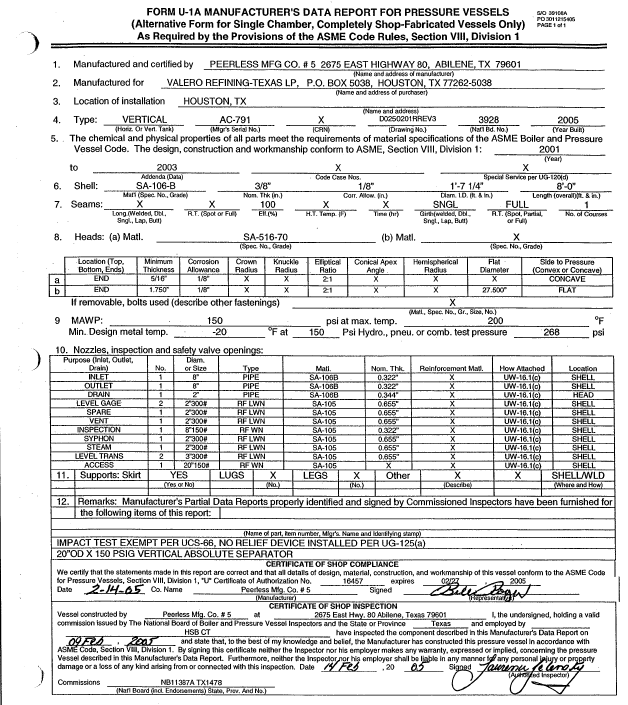 FORM U-1A MANUFACTURER'S DATA REPORT FOR PRESSURE VESSELS
(Alternative Form for Single Chamber, Completely Shop-Fabricated Vessels Only)
As Required by the Provisions of the ASME Code Rules, Section VIII, Division 1
S/O 39108A
PO 3011215405
PAGE 1 of 1
1. Manufactured and certified by PEERLESS MFG CO. # 5 2675 EAST HIGHWAY 80, ABILENE, TX 79601
(Name and address of manufacturer)
2. Manufactured for VALERO REFINING-TEXAS LP, P.O. BOX 5038, HOUSTON, TX 77262-5038
(Name and address of purchaser)
3. Location of installation HOUSTON, TX
(Name and address)
4. Type: VERTICAL AC-791 X D0250201RREV3 3928 2005
(Horiz. Or Vert. Tank) (Mfgr's Serial No.) (CRN) (Drawing No.) (Nat'l Bd. No.) (Year Built)
5. The chemical and physical properties of all parts meet the requirements of material specifications of the ASME Boiler and Pressure
Vessel Code. The design, construction and workmanship conform to ASME, Section VIII, Division 1: 2001
(Year)
to 2003 X X
Addenda (Date) Code Case Nos. Special Service per UG-120(d)
6. Shell: SA-106-B 3/8" 1/8" 1'-7 1/4" 8'-0"
Mat'l (Spec. No., Grade) Nom. Thk (in.) Corr. Allow. (in.) Diam. I.D. (ft. & in.) Length (overall)(ft. & in.)
7. Seams: X X 100 X X SNGL FULL 1
Long.(Welded, Dbl., Sngl., Lap, Butt) R.T. (Spot or Full) Eff.(%) H.T. Temp. (F) Time (hr) Girth(welded, Dbl., Sngl., Lap, Butt) R.T. (Spot, Partial, or Full) No. of Courses
8. Heads: (a) Matl. SA-516-70 (b) Matl. X
(Spec. No., Grade) (Spec. No., Grade)
Location (Top, Bottom, Ends) Minimum Thickness Corrosion Allowance Crown Radius Knuckle Radius Elliptical Ratio Conical Apex Angle Hemispherical Radius Flat Diameter Side to Pressure (Convex or Concave)
a END 5/16" 1/8" X X 2:1 X X X CONCAVE
b END 1.750" 1/8" X X 2:1 X X 27.500" FLAT
If removable, bolts used (describe other fastenings) X
(Matl., Spec. No., Gr., Size, No.)
9 MAWP: 150 psi at max. temp. 200 °F
Min. Design metal temp. -20 °F at 150 Psi Hydro., pneu. or comb. test pressure 268 psi
10. Nozzles, inspection and safety valve openings:
Purpose (Inlet, Outlet, Drain) No. Diam. or Size Type Matl. Nom. Thk. Reinforcement Matl. How Attached Location
INLET 1 8" PIPE SA-106B 0.322" X UW-16.1(c) SHELL
OUTLET 1 8" PIPE SA-106B 0.322" X UW-16.1(c) SHELL
DRAIN 1 2" PIPE SA-106B 0.344" X UW-16.1(c) HEAD
LEVEL GAGE 2 2"300# RF LWN SA-105 0.655" X UW-16.1(c) SHELL
SPARE 1 2"300# RF LWN SA-105 0.655" X UW-16.1(c) SHELL
VENT 1 2"300# RF LWN SA-105 0.655" X UW-16.1(c) SHELL
INSPECTION 1 8"150# RF WN SA-105 0.322" X UW-16.1(c) SHELL
SYPHON 1 2"300# RF LWN SA-105 0.655" X UW-16.1(c) SHELL
STEAM 1 2"300# RF LWN SA-105 0.655" X UW-16.1(c) SHELL
LEVEL TRANS 2 3"300# RF LWN SA-105 0.655" X UW-16.1(c) SHELL
ACCESS 1 20"150# RF WN SA-105 X X UW-16.1(c) SHELL
11. Supports: Skirt YES LUGS X LEGS X Other X X SHELL/WLD
(Yes or No) (No.) (No.) (Describe) (Where and How)
12. Remarks: Manufacturer's Partial Data Reports properly identified and signed by Commissioned Inspectors have been furnished for
the following items of this report:
(Name of part, item number, Mfgr's. Name and Identifying stamp)
IMPACT TEST EXEMPT PER UCS-66, NO RELIEF DEVICE INSTALLED PER UG-125(a)
20"OD X 150 PSIG VERTICAL ABSOLUTE SEPARATOR
CERTIFICATE OF SHOP COMPLIANCE
We certify that the statements made in this report are correct and that all details of design, material, construction, and workmanship of this vessel conform to the ASME Code
for Pressure Vessels, Section VIII, Division 1, "U" Certificate of Authorization No. 16457 expires 02/27 2005
Date 2-14-05 Co. Name Peerless Mfg. Co. # 5 Signed
(Manufacturer) (Representative)
CERTIFICATE OF SHOP INSPECTION
Vessel constructed by Peerless Mfg. Co. # 5 at 2675 East Hwy. 80 Abilene, Texas 79601 I, the undersigned, holding a valid
commission issued by The National Board of Boiler and Pressure Vessel Inspectors and the State or Province Texas and employed by
HSB CT have inspected the component described in this Manufacturer's Data Report on
09 FEB, 2005 and state that, to the best of my knowledge and belief, the Manufacturer has constructed this pressure vessel in accordance with
ASME Code, Section VIII, Division 1. By signing this certificate neither the Inspector nor his employer makes any warranty, expressed or implied, concerning the pressure
vessel described in this Manufacturer's Data Report. Furthermore, neither the Inspector nor his employer shall be liable in any manner for any personal injury or property
damage or a loss of any kind arising from or connected with this inspection. Date 14 FEB, 20 05 Signed
(Authorized Inspector)
Commissions NB11387A TX1478
(Nat'l Board (incl. Endorsements) State, Prov. And No.)